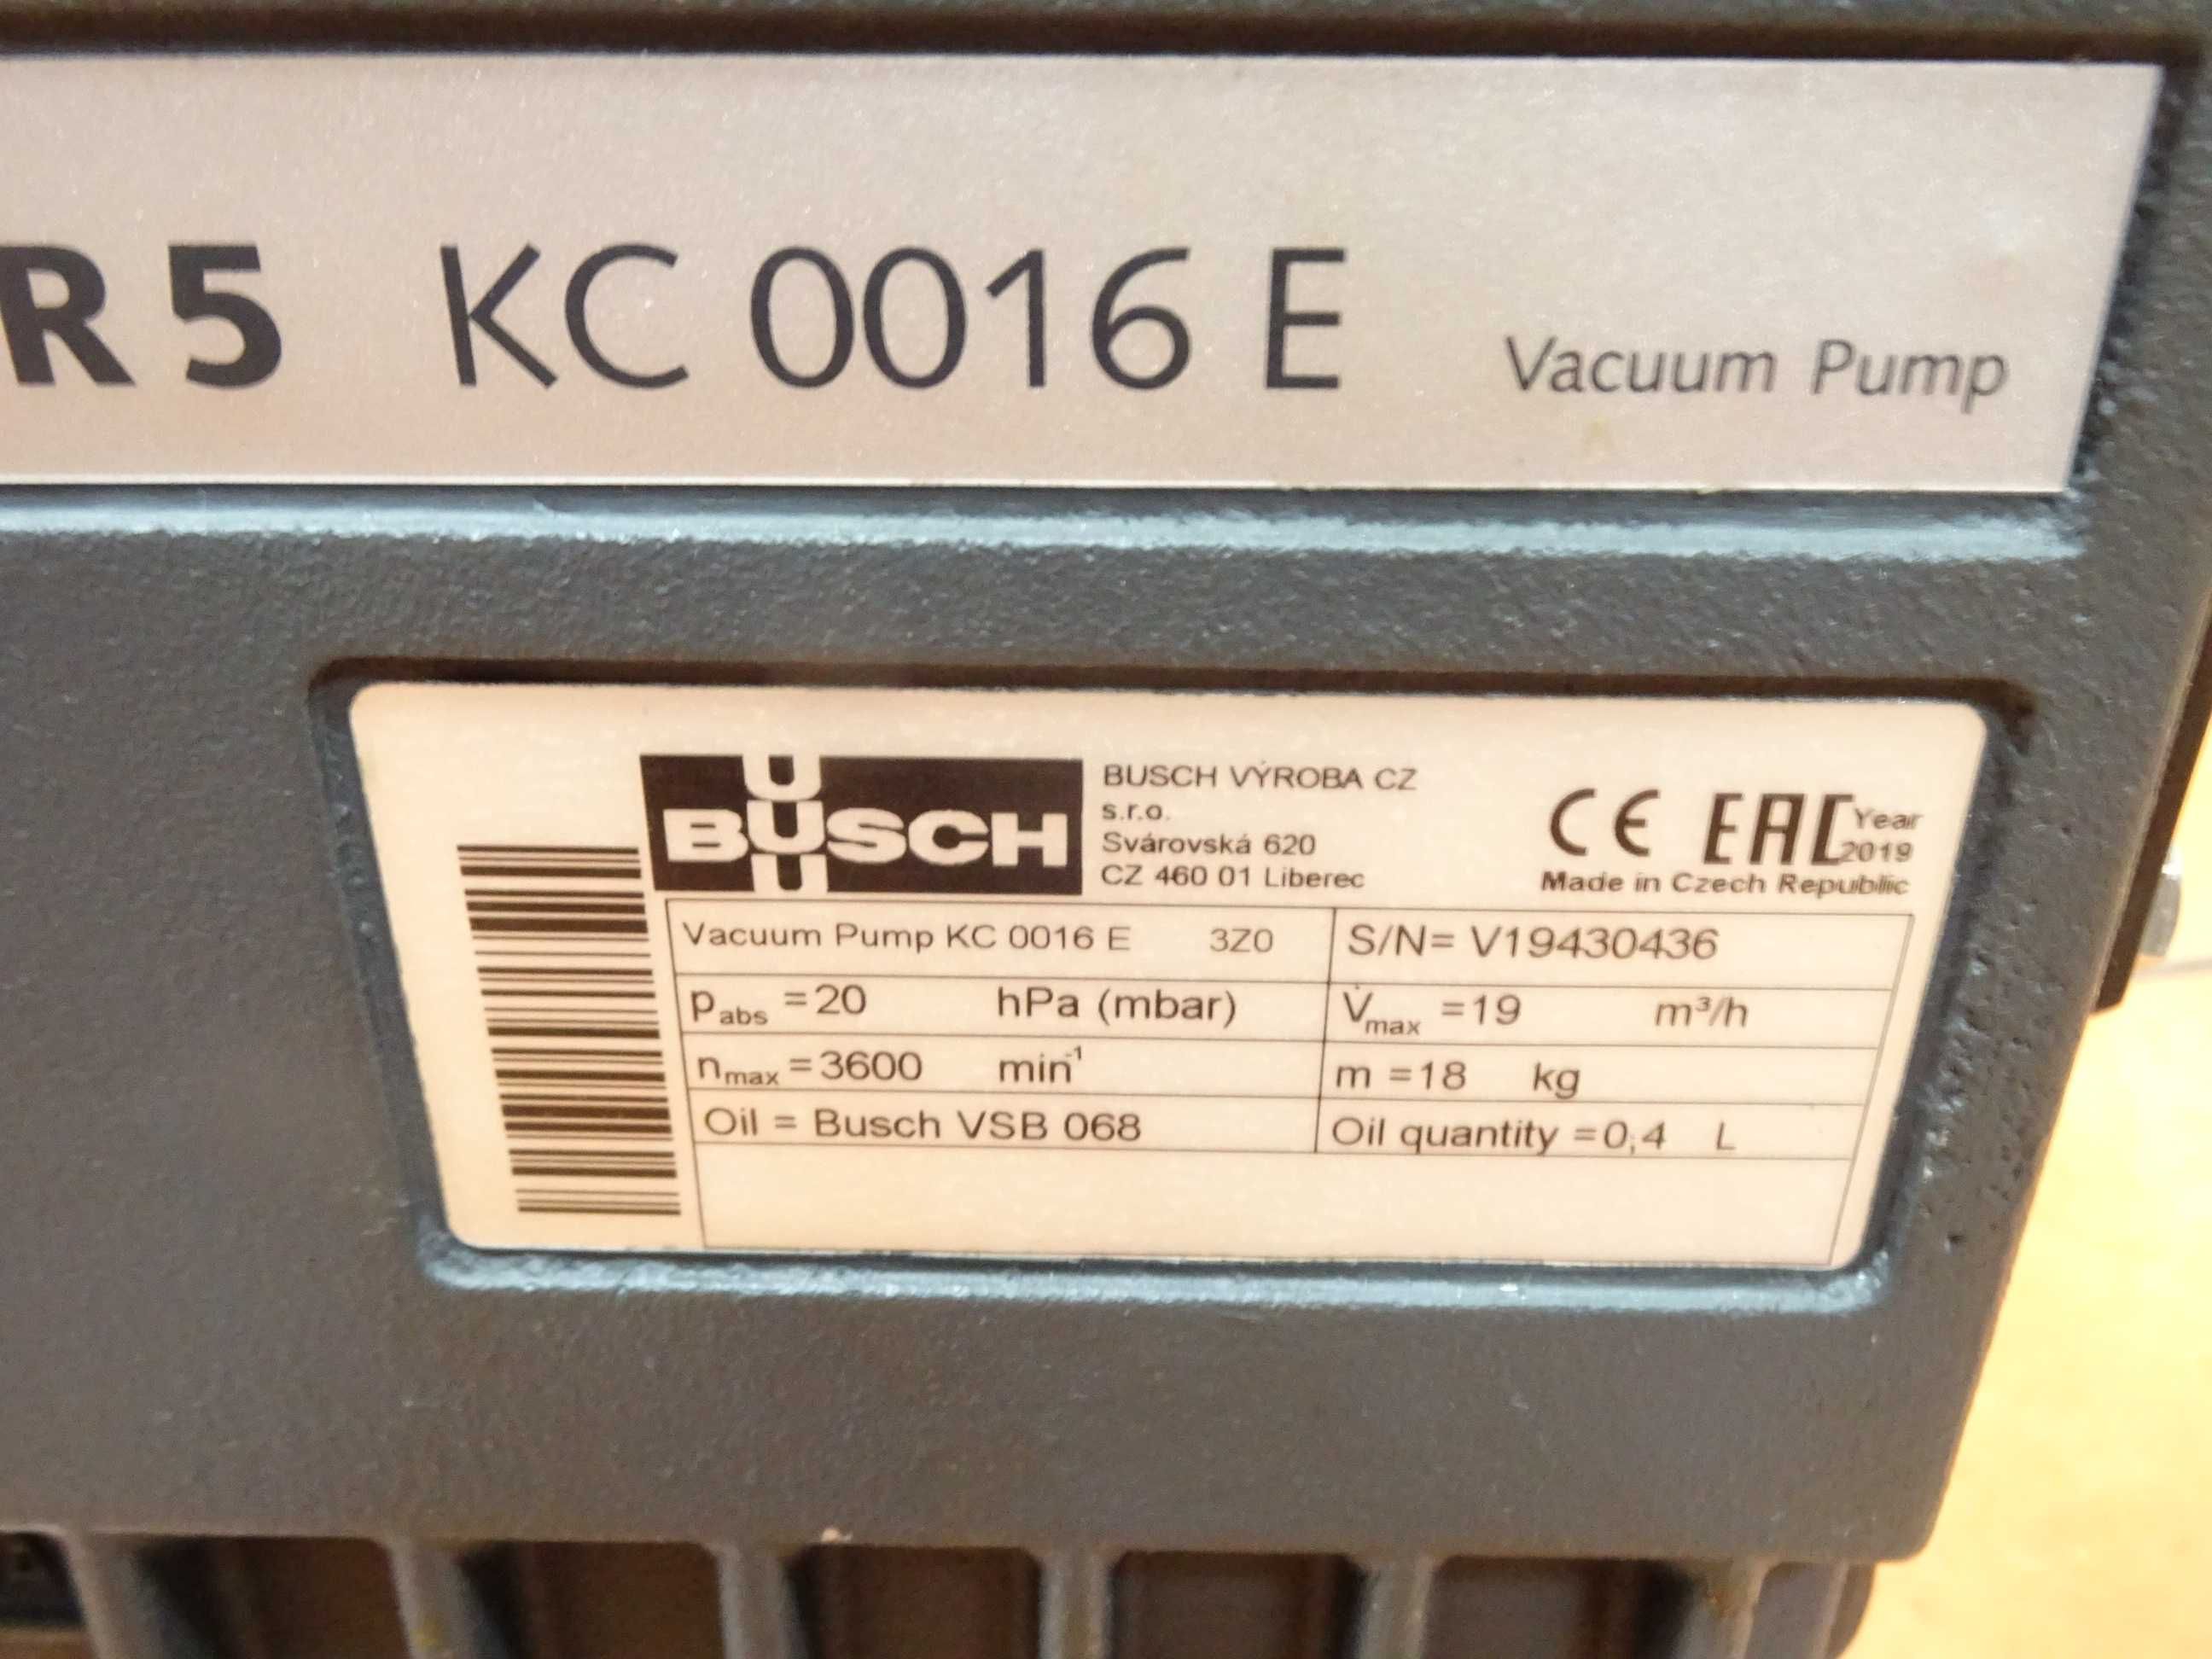 R 5 KC 0016 E Vacuum Pump
BUSCH
BUSCH VÝROBA CZ
s.r.o.
Svárovská 620
CZ 460 01 Liberec
CE EAC Year
2019
Made in Czech Republic
Vacuum Pump KC 0016 E 3Z0 S/N= V19430436
pabs =20 hPa (mbar) V̇max =19 m³/h
nmax =3600 min⁻¹ m =18 kg
Oil = Busch VSB 068 Oil quantity =0,4 L